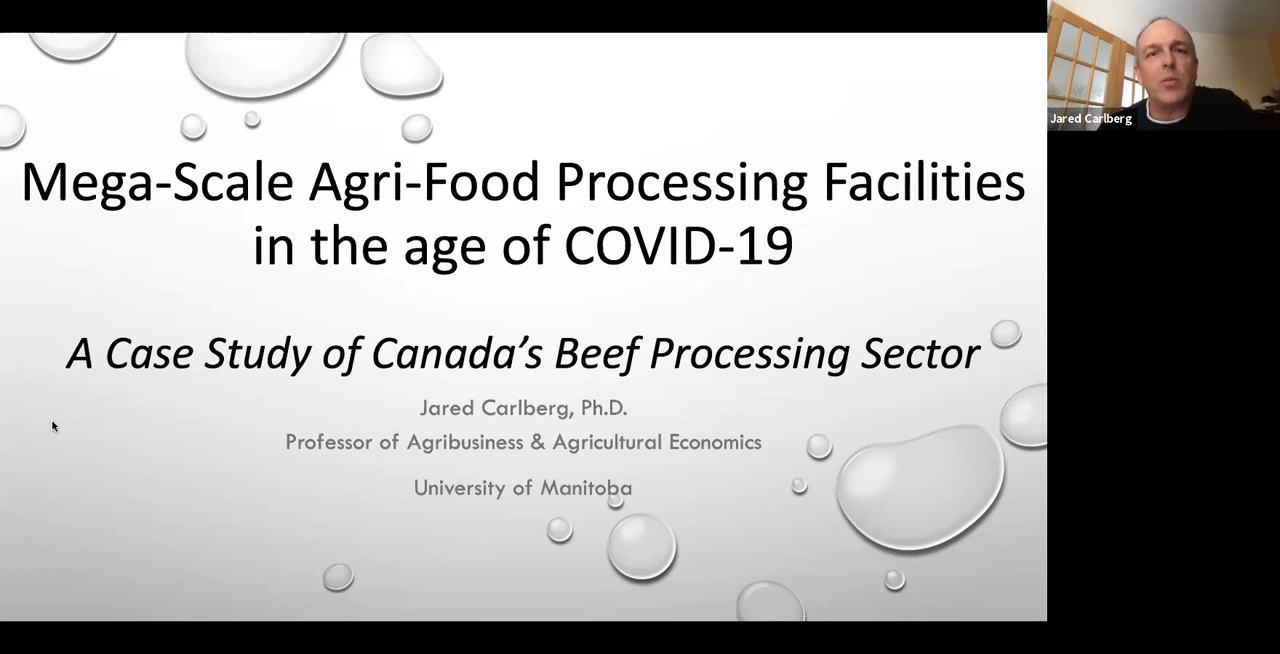 Mega-Scale Agri-Food Processing Facilities
in the age of COVID-19
A Case Study of Canada’s Beef Processing Sector
Jared Carlberg, Ph.D.
Professor of Agribusiness & Agricultural Economics
University of Manitoba
Jared Carlberg